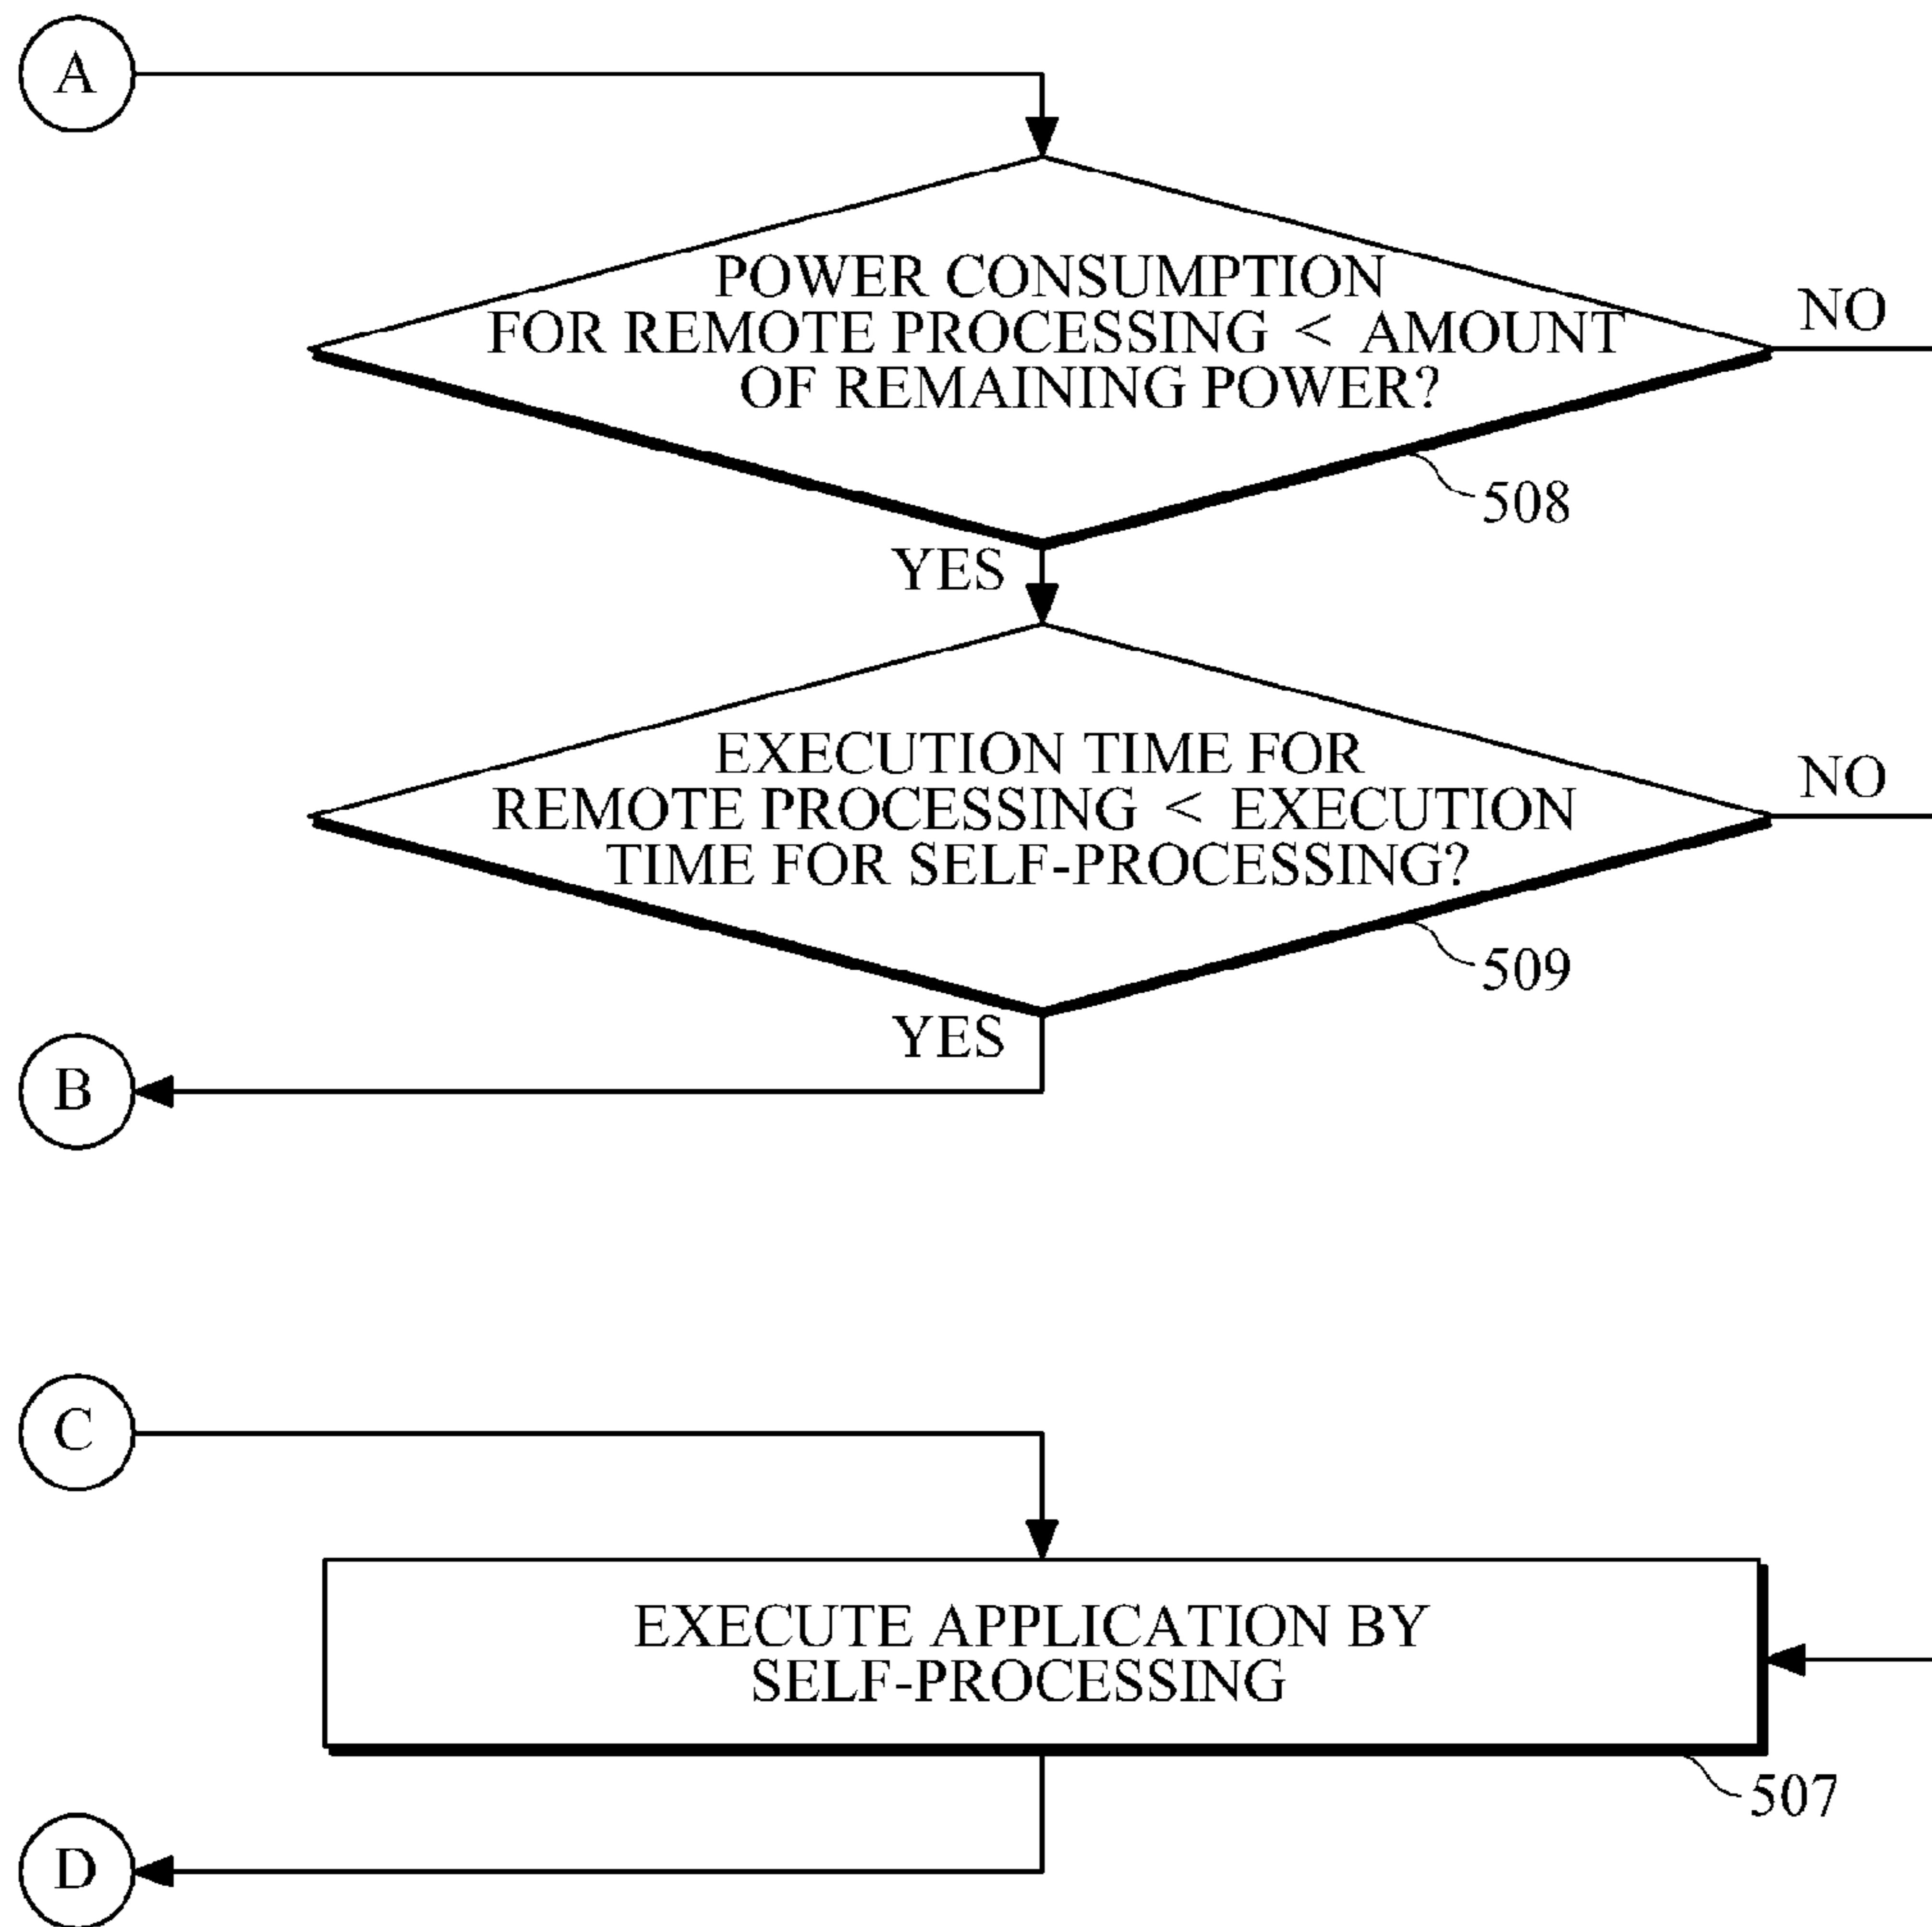 A
POWER CONSUMPTION
FOR REMOTE PROCESSING < AMOUNT
OF REMAINING POWER?
NO
508
YES
EXECUTION TIME FOR
REMOTE PROCESSING < EXECUTION
TIME FOR SELF-PROCESSING?
NO
509
YES
B
C
EXECUTE APPLICATION BY
SELF-PROCESSING
507
D